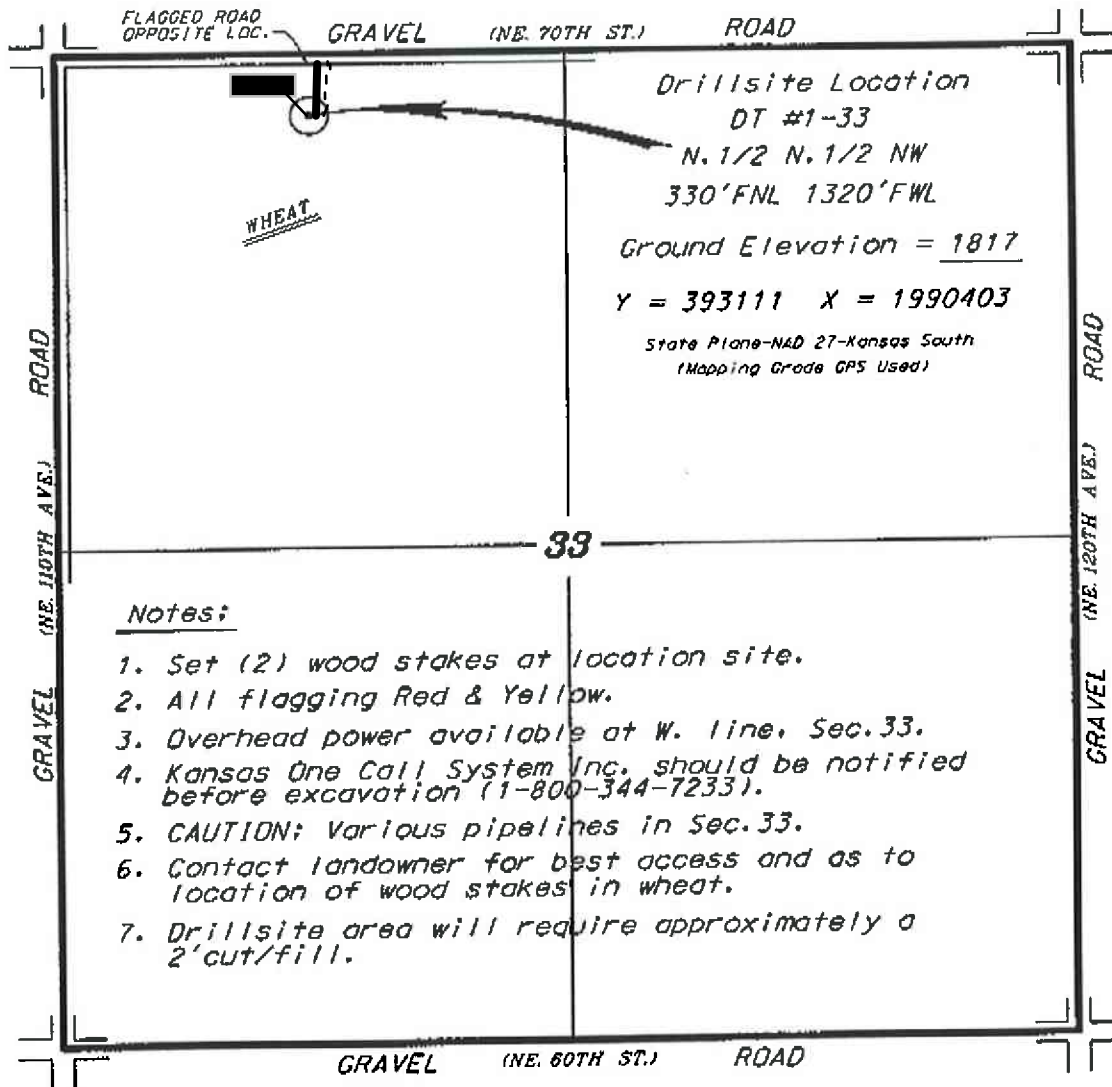 FLAGGED ROAD
OPPOSITE LOC.
GRAVEL (NE. 70TH ST.) ROAD
Drillsite Location
DT #1-33
N. 1/2 N. 1/2 NW
330'FNL 1320'FWL
WHEAT
Ground Elevation = 1817
Y = 393111 X = 1990403
State Plane-NAD 27-Kansas South
(Mapping Grade GPS Used)
GRAVEL (NE. 110TH AVE.) ROAD
GRAVEL (NE. 120TH AVE.) ROAD
33
Notes:
1. Set (2) wood stakes at location site.
2. All flagging Red & Yellow.
3. Overhead power available at W. line, Sec.33.
4. Kansas One Call System Inc. should be notified
before excavation (1-800-344-7233).
5. CAUTION: Various pipelines in Sec.33.
6. Contact landowner for best access and as to
location of wood stakes in wheat.
7. Drillsite area will require approximately a
2'cut/fill.
GRAVEL (NE. 60TH ST.) ROAD